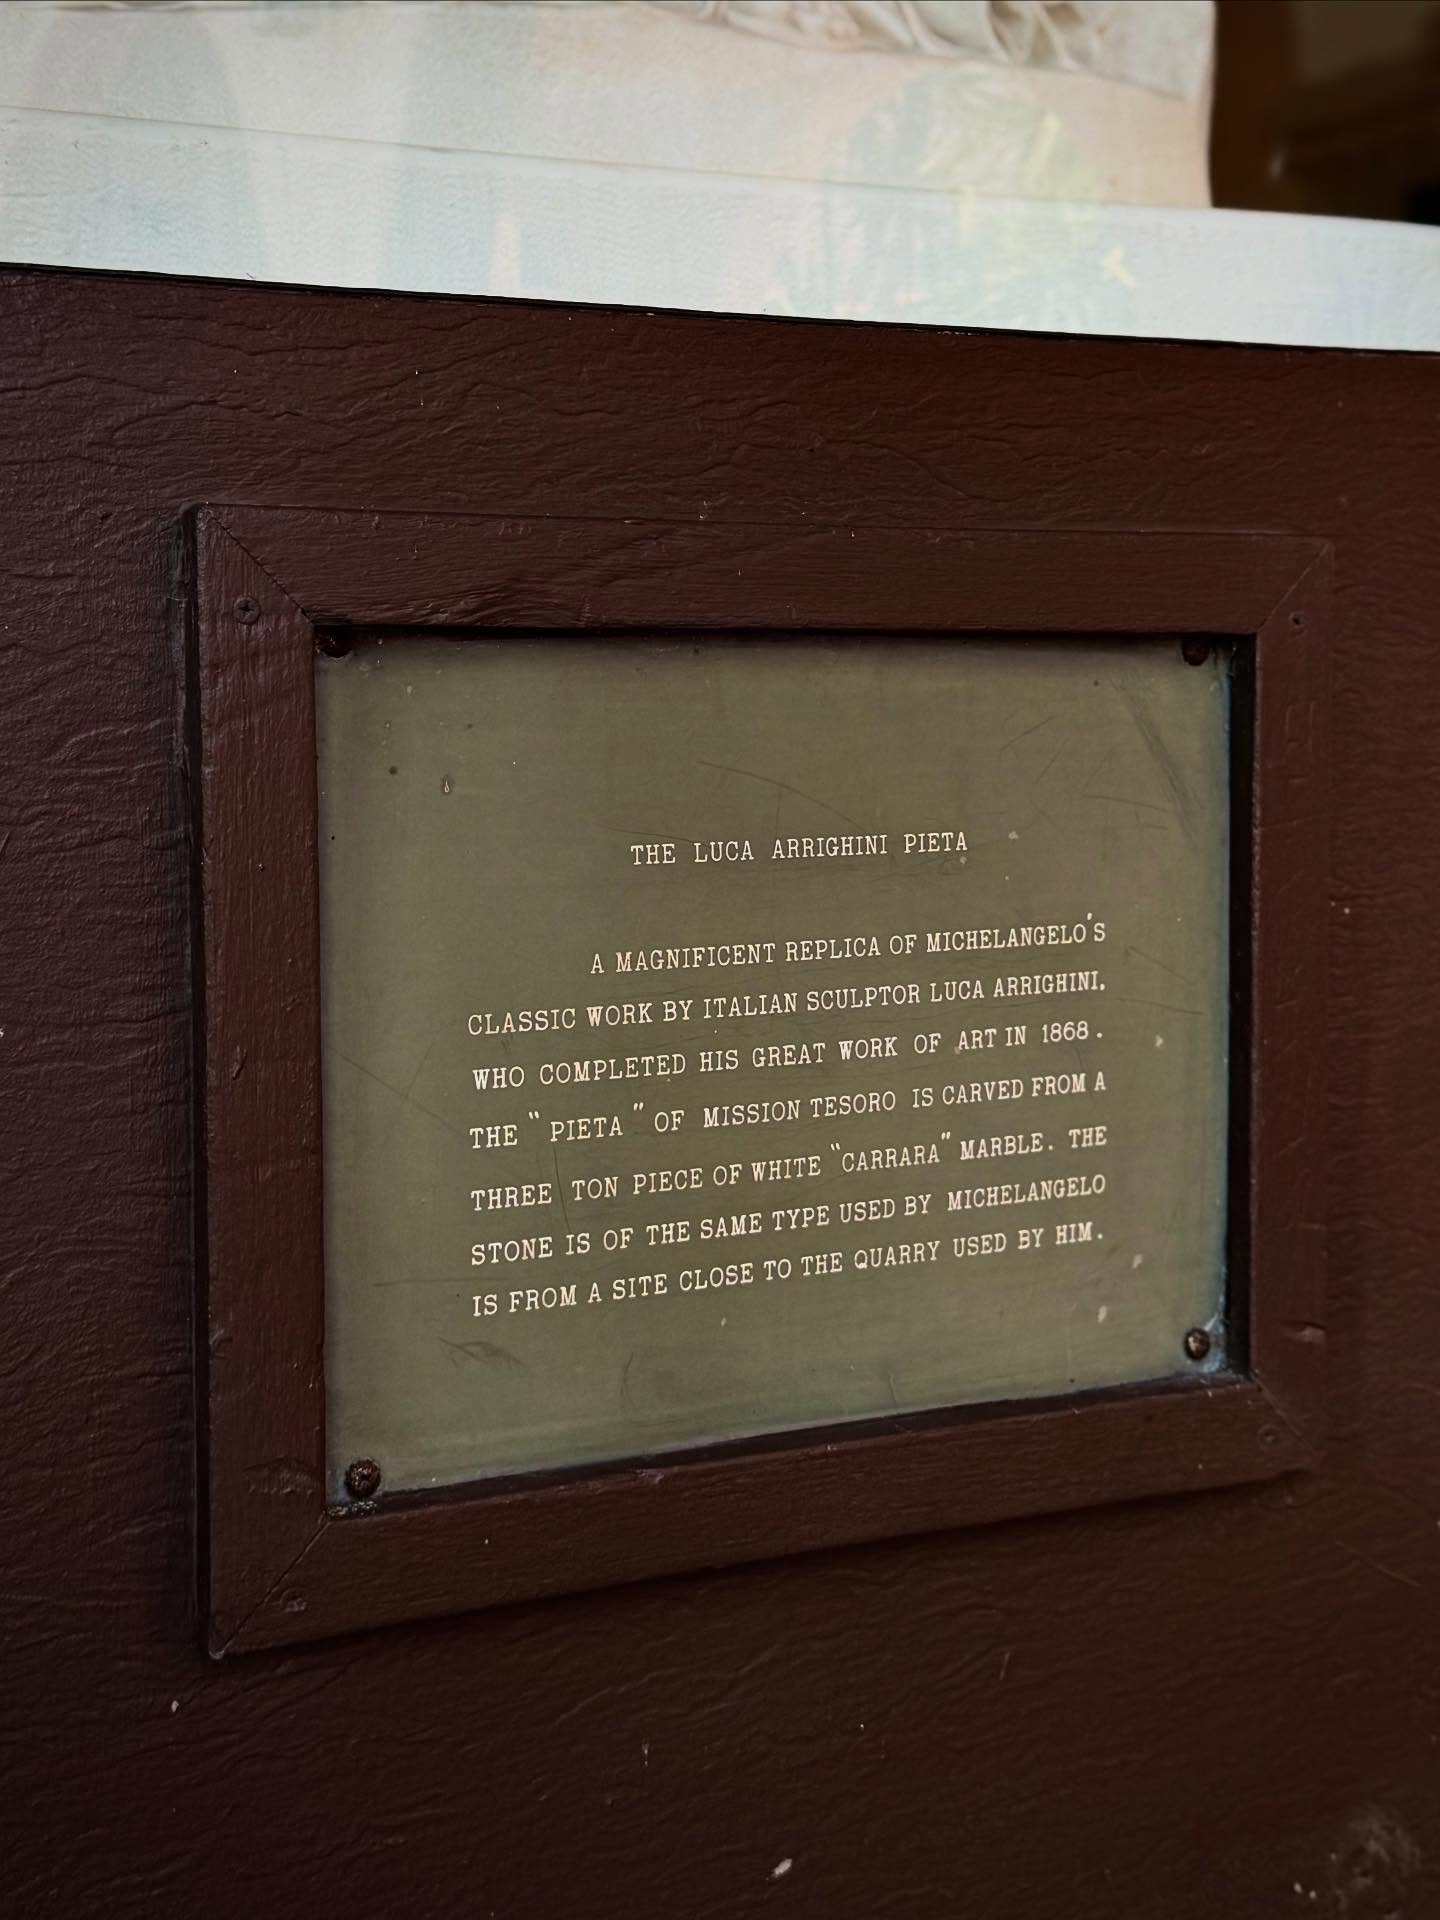 THE LUCA ARRIGHINI PIETA
A MAGNIFICENT REPLICA OF MICHELANGELO'S
CLASSIC WORK BY ITALIAN SCULPTOR LUCA ARRIGHINI,
WHO COMPLETED HIS GREAT WORK OF ART IN 1868.
THE "PIETA" OF MISSION TESORO IS CARVED FROM A
THREE TON PIECE OF WHITE "CARRARA" MARBLE. THE
STONE IS OF THE SAME TYPE USED BY MICHELANGELO
IS FROM A SITE CLOSE TO THE QUARRY USED BY HIM.